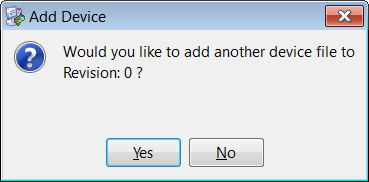 Add Device
Would you like to add another device file to
Revision: 0 ?
Yes
No